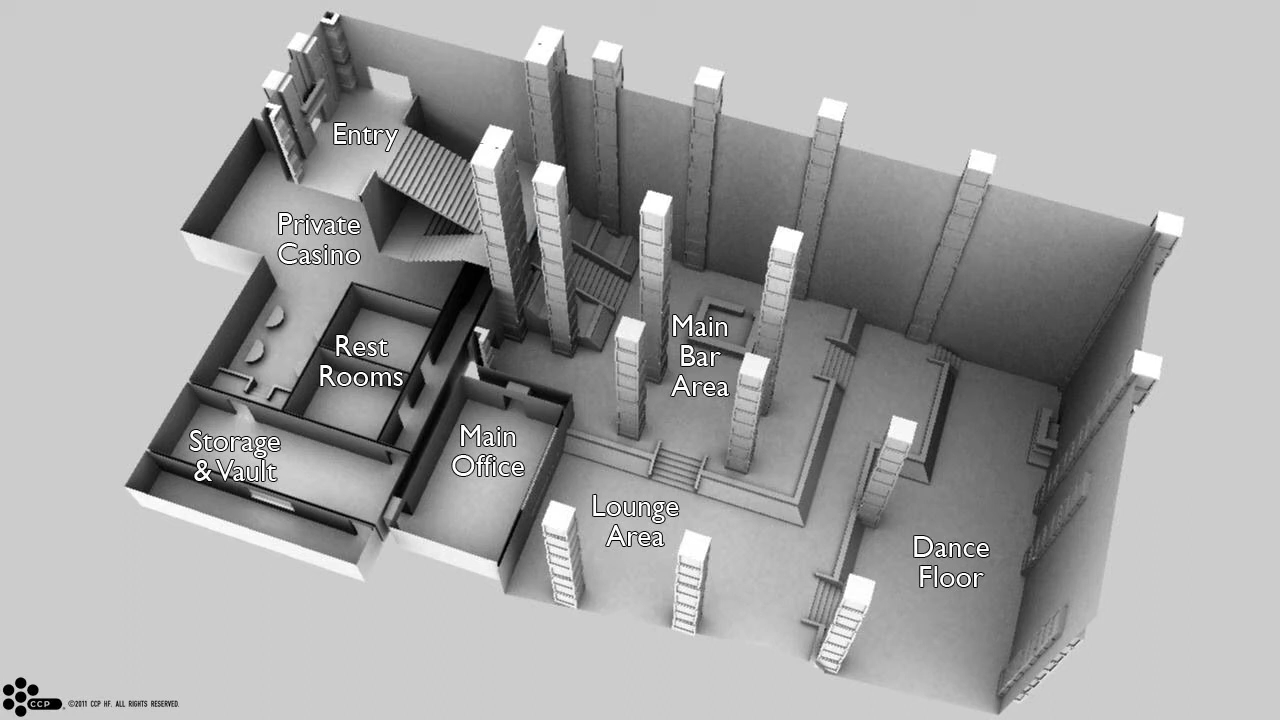 Entry
Private
Casino
Rest
Rooms
Main
Bar
Area
Storage
& Vault
Main
Office
Lounge
Area
Dance
Floor
CCP
©2011 CCP HF. ALL RIGHTS RESERVED.